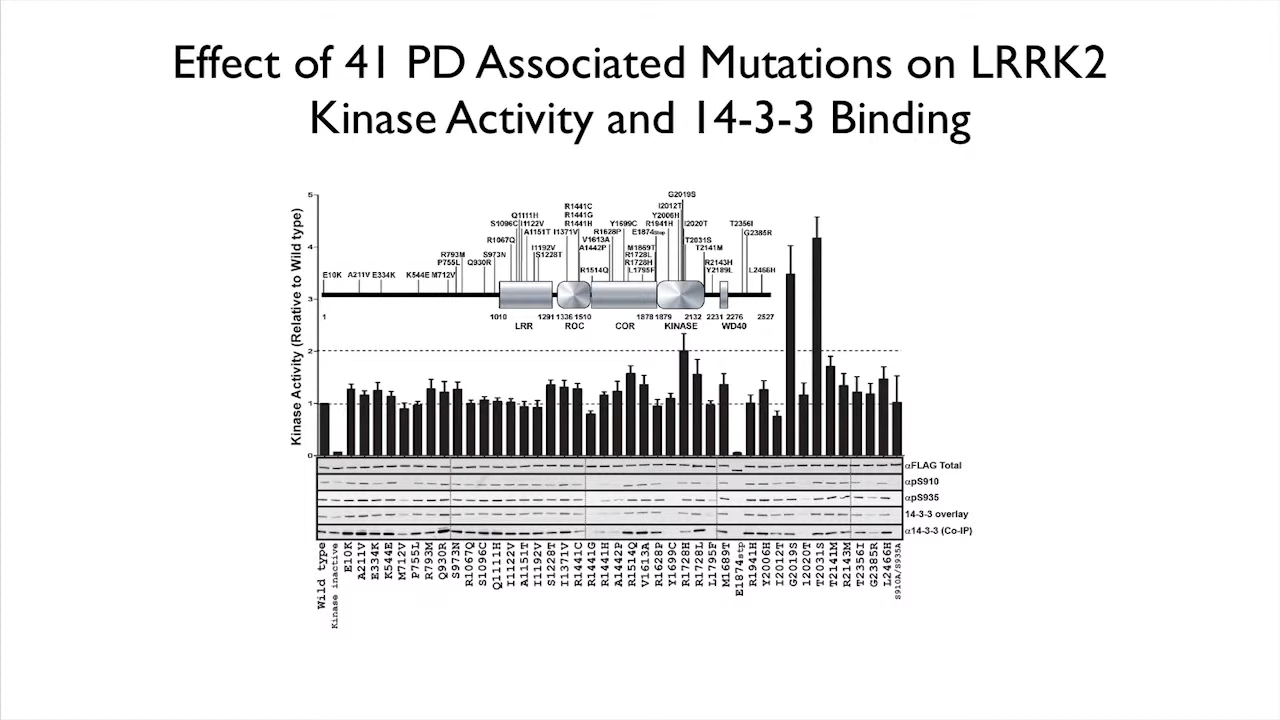 Effect of 41 PD Associated Mutations on LRRK2
Kinase Activity and 14-3-3 Binding
Kinase Activity (Relative to Wild type)
5
4
3
2
1
0
G2019S
R1441C I2012T
Q1111H R1441G Y2006H
S1096C I1122V R1441H Y1699C R1941H I2020T T2356I
A1151T I1371V R1628P E1874Stop G2385R
R1067Q V1613A T2031S
I1192V A1442P M1869T T2141M
R793M S973N S1228T R1728L
P755L Q930R R1728H R2143H
R1514Q L1795F Y2189L L2466H
E10K A211V E334K K544E M712V
1 1010 1291 1336 1510 1878 1879 2132 2231 2276 2527
LRR ROC COR KINASE WD40
αFLAG Total
αpS910
αpS935
14-3-3 overlay
α14-3-3 (Co-IP)
Wild type
Kinase inactive
E10K
A211V
E334K
K544E
M712V
P755L
R793M
Q930R
S973N
R1067Q
S1096C
Q1111H
I1122V
A1151T
I1192V
S1228T
I1371V
R1441C
R1441G
R1441H
A1442P
R1514Q
V1613A
R1628P
Y1699C
R1728H
R1728L
L1795F
M1689T
E1874stp
R1941H
Y2006H
I2012T
G2019S
I2020T
T2031S
T2141M
R2143M
T2356I
G2385R
L2466H
S910A/S935A